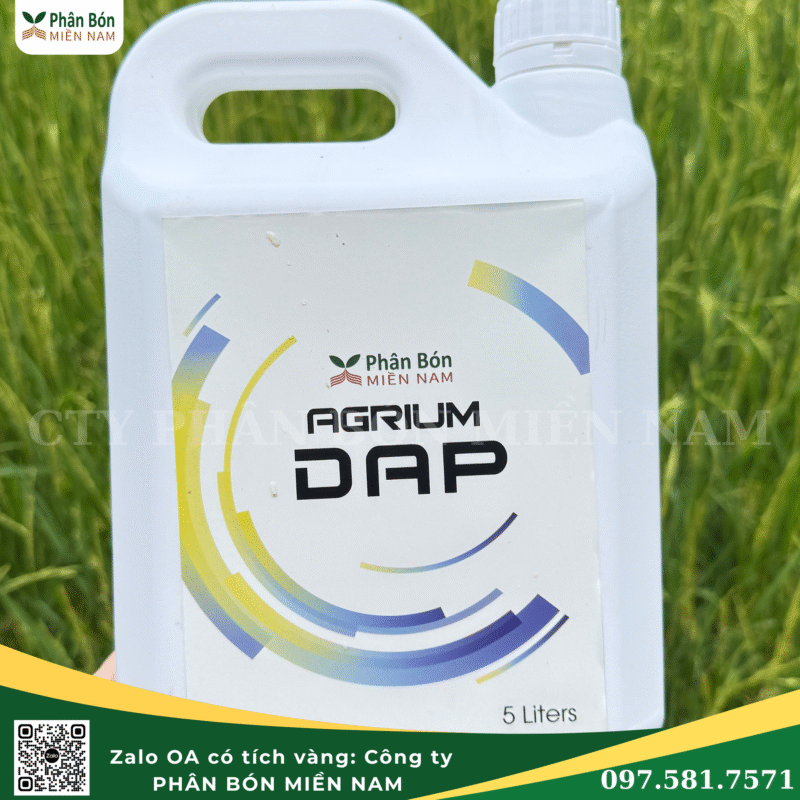 Phân Bón
MIỀN NAM
Phân Bón
MIỀN NAM
AGRIUM
DAP
CTY PHÂN BÓN MIỀN NAM
5 Liters
Zalo
Zalo OA có tích vàng: Công ty
PHÂN BÓN MIỀN NAM
097.581.7571